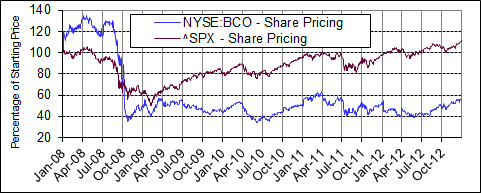 NYSE:BCO - Share Pricing
^SPX - Share Pricing
Percentage of Starting Price
140
120
100
80
60
40
20
Jan-08
Apr-08
Jul-08
Oct-08
Jan-09
Apr-09
Jul-09
Oct-09
Jan-10
Apr-10
Jul-10
Oct-10
Jan-11
Apr-11
Jul-11
Oct-11
Jan-12
Apr-12
Jul-12
Oct-12